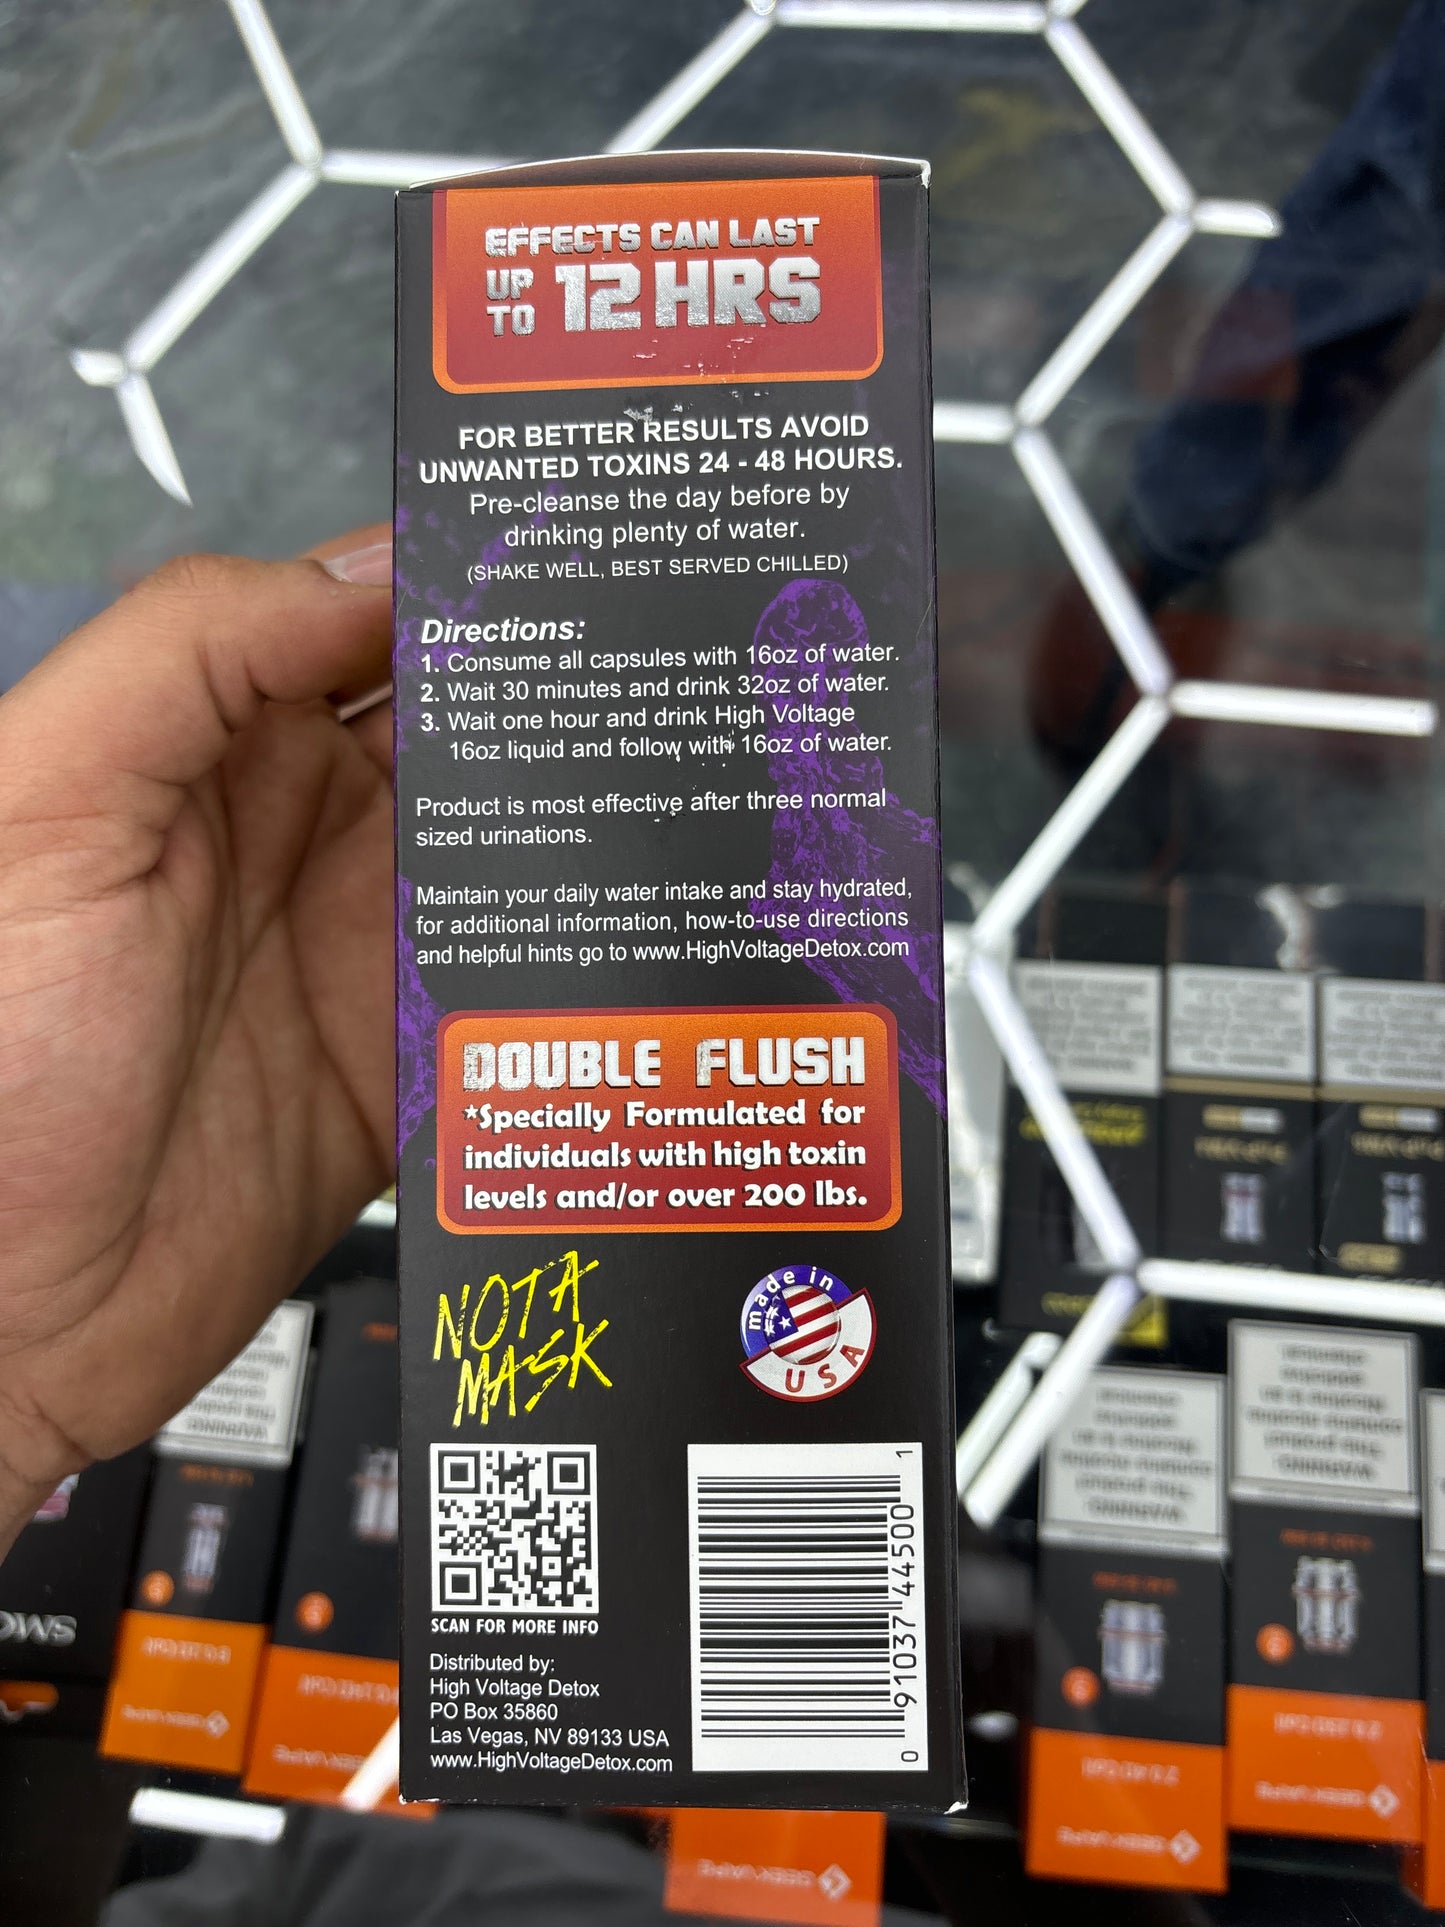 EFFECTS CAN LAST
UP TO 12 HRS
FOR BETTER RESULTS AVOID
UNWANTED TOXINS 24 - 48 HOURS.
Pre-cleanse the day before by
drinking plenty of water.
(SHAKE WELL, BEST SERVED CHILLED)
Directions:
1. Consume all capsules with 16oz of water.
2. Wait 30 minutes and drink 32oz of water.
3. Wait one hour and drink High Voltage
16oz liquid and follow with 16oz of water.
Product is most effective after three normal
sized urinations.
Maintain your daily water intake and stay hydrated,
for additional information, how-to-use directions
and helpful hints go to www.HighVoltageDetox.com
DOUBLE FLUSH
*Specially Formulated for
individuals with high toxin
levels and/or over 200 lbs.
NOT A
MASK
made in
USA
SCAN FOR MORE INFO
Distributed by:
High Voltage Detox
PO Box 35860
Las Vegas, NV 89133 USA
www.HighVoltageDetox.com
0 91037 44500 1
GEEK VAPE
GEEK VAPE
GEEK VAPE